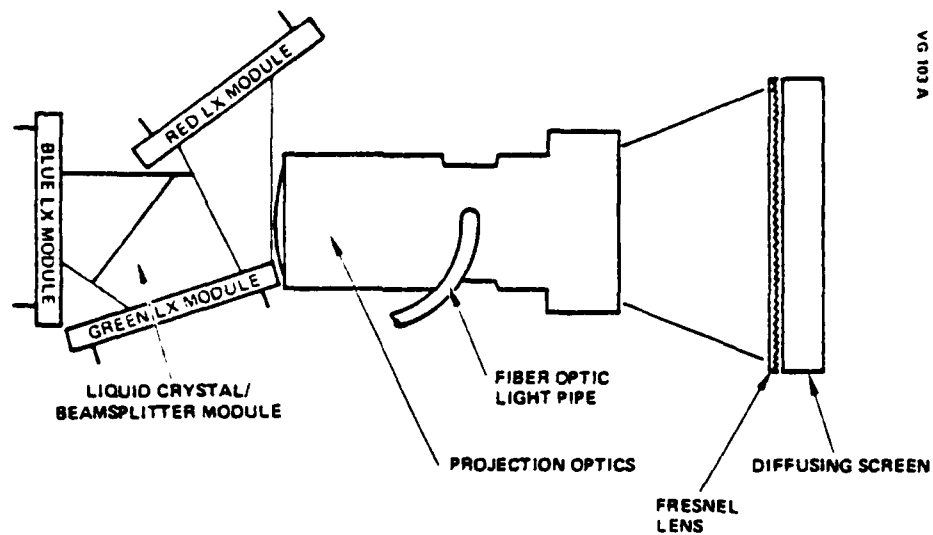 VG 103 A
RED LX MODULE
BLUE LX MODULE
GREEN LX MODULE
LIQUID CRYSTAL/
BEAMSPLITTER MODULE
FIBER OPTIC
LIGHT PIPE
PROJECTION OPTICS
DIFFUSING SCREEN
FRESNEL
LENS